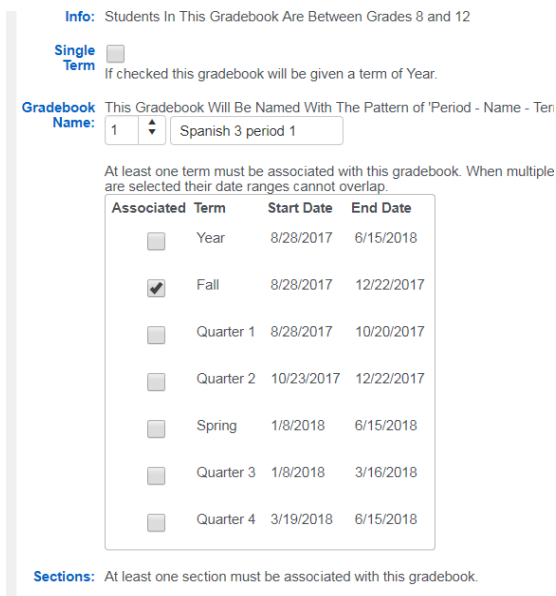 Info: Students In This Gradebook Are Between Grades 8 and 12
Single Term
If checked this gradebook will be given a term of Year.
Gradebook Name: This Gradebook Will Be Named With The Pattern of 'Period - Name -
1 Spanish 3 period 1
At least one term must be associated with this gradebook. When multiple
are selected their date ranges cannot overlap.
Associated Term Start Date End Date
Year 8/28/2017 6/15/2018
Fall 8/28/2017 12/22/2017
Quarter 1 8/28/2017 10/20/2017
Quarter 2 10/23/2017 12/22/2017
Spring 1/8/2018 6/15/2018
Quarter 3 1/8/2018 3/16/2018
Quarter 4 3/19/2018 6/15/2018
Sections: At least one section must be associated with this gradebook.